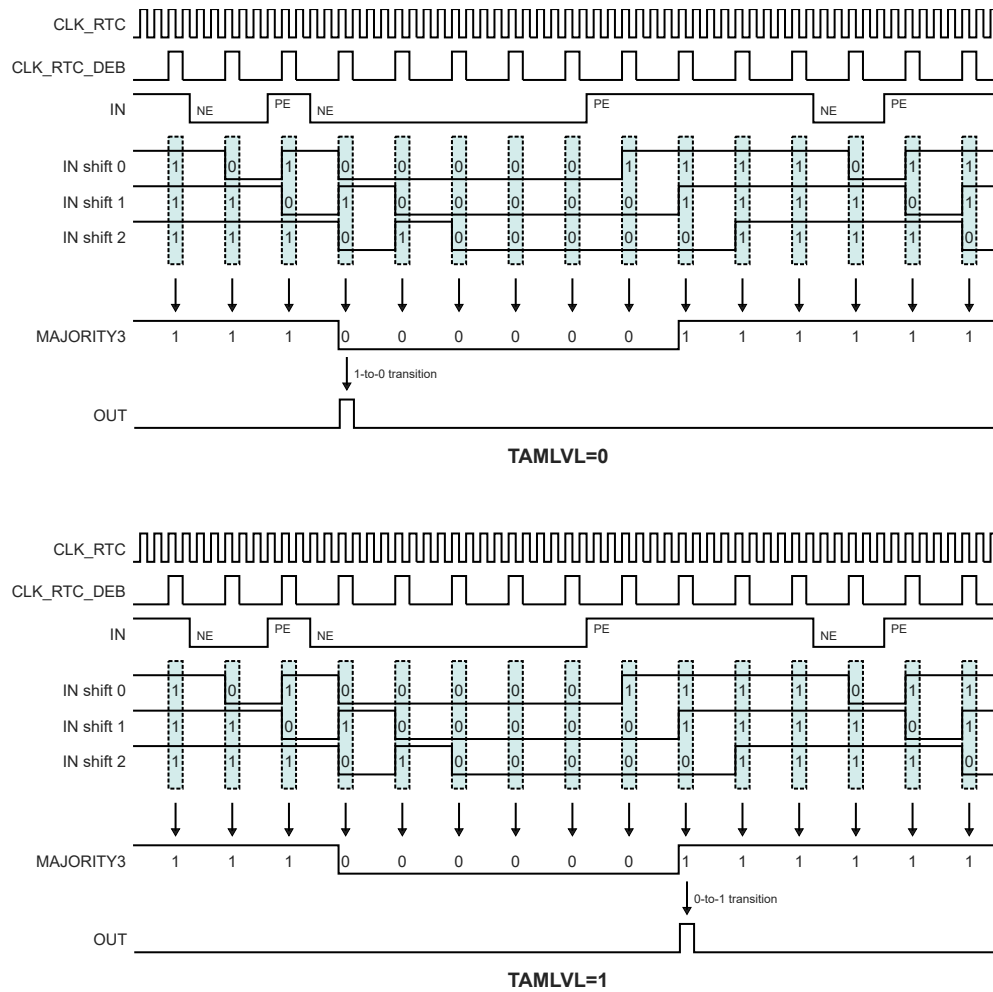 CLK_RTC
CLK_RTC_DEB
IN NE PE NE PE NE PE
IN shift 0 1 0 1 0 0 0 0 0 1 1 1 1 0 1 1
IN shift 1 1 1 0 1 0 0 0 0 0 1 1 1 1 0 1
IN shift 2 1 1 1 0 1 0 0 0 0 0 1 1 1 1 0
MAJORITY3 1 1 1 0 0 0 0 0 0 1 1 1 1 1 1
1-to-0 transition
OUT
TAMLVL=0
CLK_RTC
CLK_RTC_DEB
IN NE PE NE PE NE PE
IN shift 0 1 0 1 0 0 0 0 0 1 1 1 1 0 1 1
IN shift 1 1 1 0 1 0 0 0 0 0 1 1 1 1 0 1
IN shift 2 1 1 1 0 1 0 0 0 0 0 1 1 1 1 0
MAJORITY3 1 1 1 0 0 0 0 0 0 1 1 1 1 1 1
0-to-1 transition
OUT
TAMLVL=1